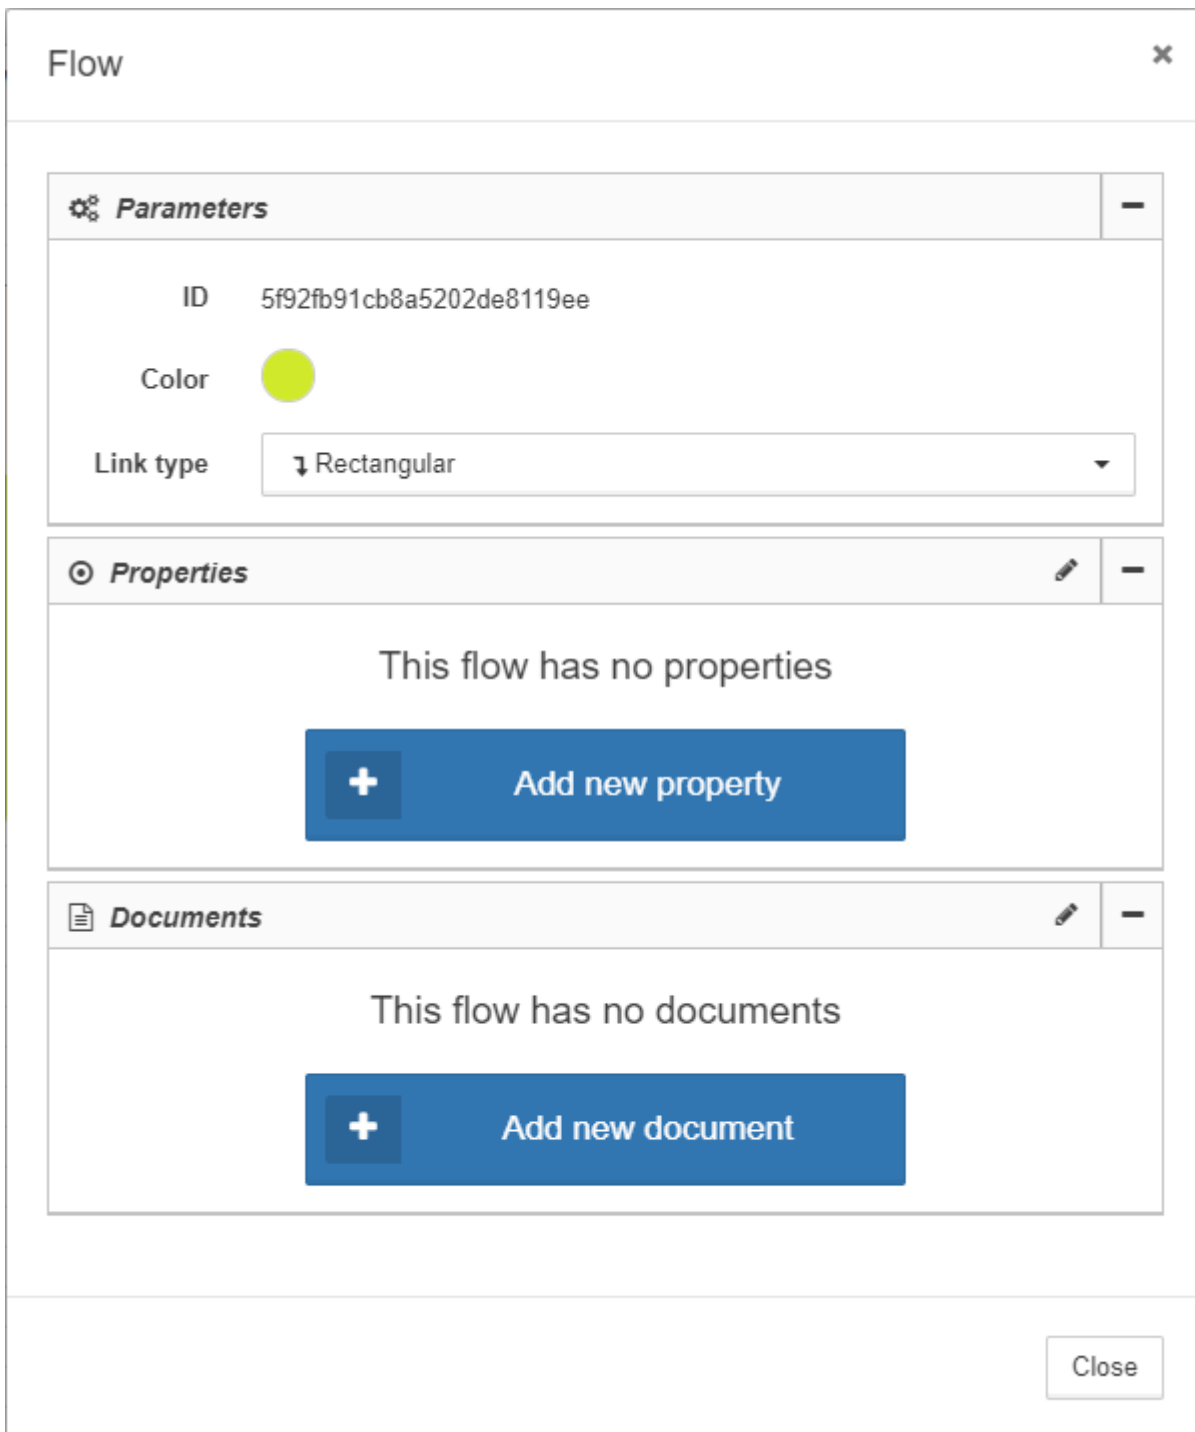 Flow
Parameters
ID 5f92fb91cb8a5202de8119ee
Color
Link type Rectangular
Properties
This flow has no properties
Add new property
Documents
This flow has no documents
Add new document
Close